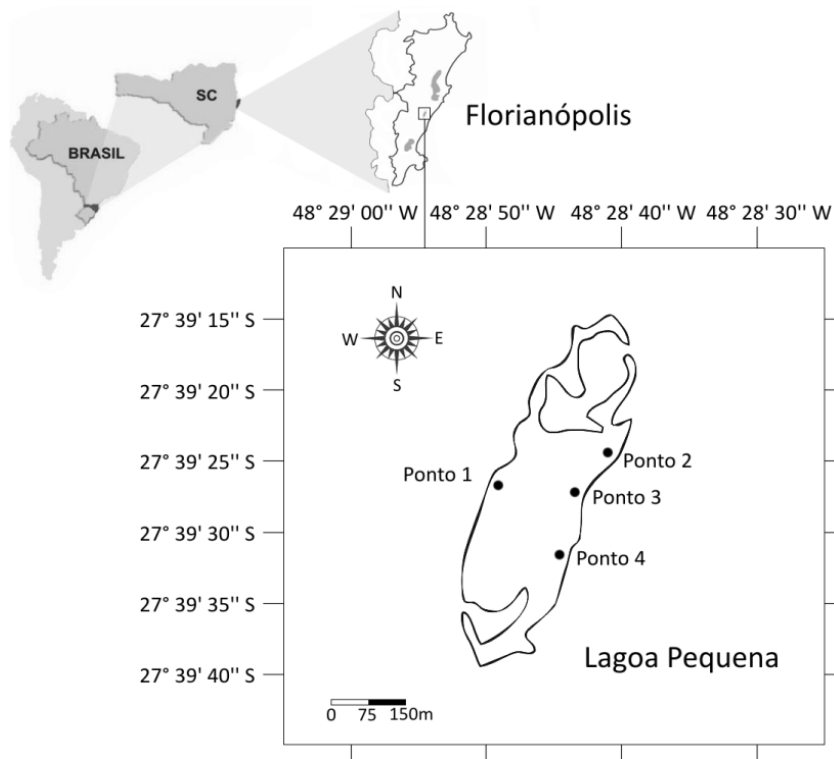 SC
BRASIL
Florianópolis
48° 29' 00'' W 48° 28' 50'' W 48° 28' 40'' W 48° 28' 30'' W
27° 39' 15'' S
27° 39' 20'' S
27° 39' 25'' S
27° 39' 30'' S
27° 39' 35'' S
27° 39' 40'' S
N
W E
S
Ponto 1
Ponto 2
Ponto 3
Ponto 4
Lagoa Pequena
0 75 150m